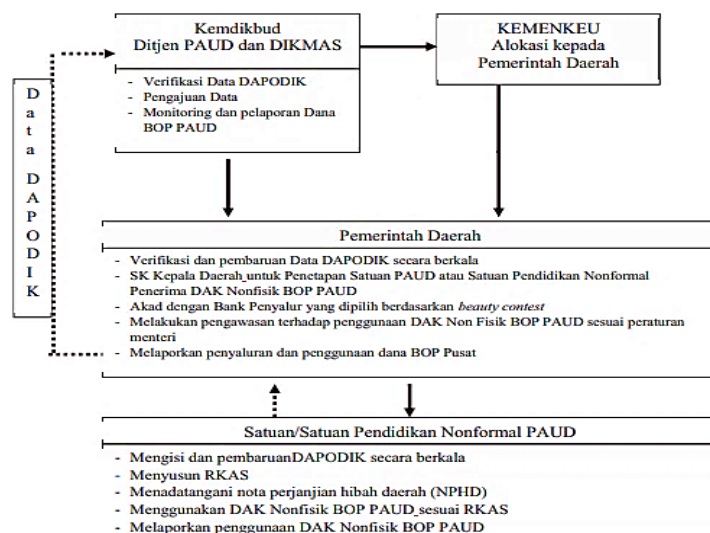 Kemdikbud
Ditjen PAUD dan DIKMAS
- Verifikasi Data DAPODIK
- Pengajuan Data
- Monitoring dan pelaporan Dana
BOP PAUD
KEMENKEU
Alokasi kepada
Pemerintah Daerah
Data DAPODIK
Pemerintah Daerah
- Verifikasi dan pembaruan Data DAPODIK secara berkala
- SK Kepala Daerah untuk Penetapan Satuan PAUD atau Satuan Pendidikan Nonformal
Penerima DAK Nonfisik BOP PAUD
- Akad dengan Bank Penyalur yang dipilih berdasarkan beauty contest
- Melakukan pengawasan terhadap penggunaan DAK Non Fisik BOP PAUD sesuai peraturan
menteri
- Melaporkan penyaluran dan penggunaan dana BOP Pusat
Satuan/Satuan Pendidikan Nonformal PAUD
- Mengisi dan pembaruanDAPODIK secara berkala
- Menyusun RKAS
- Menadatangani nota perjanjian hibah daerah (NPHD)
- Menggunakan DAK Nonfisik BOP PAUD sesuai RKAS
- Melaporkan penggunaan DAK Nonfisik BOP PAUD